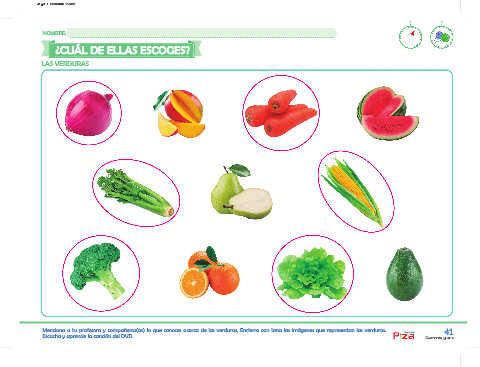 NOMBRE:
¿CUÁL DE ELLAS ESCOGES?
LAS VERDURAS
Menciona a tu profesora y compañeros(as) lo que conoces acerca de las verduras. Encierra con lana las imágenes que representan las verduras.
Escucha y aprende la canción del DVD.
41